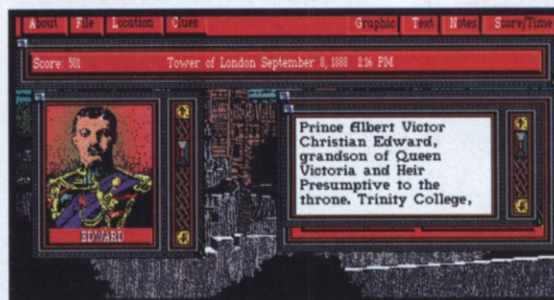 About File Location Clues Graphic Text Notes Score/Time
Score: 501 Tower of London September 8, 1888 2:16 PM
Prince Albert Victor
Christian Edward,
grandson of Queen
Victoria and Heir
Presumptive to the
throne. Trinity College,
EDWARD